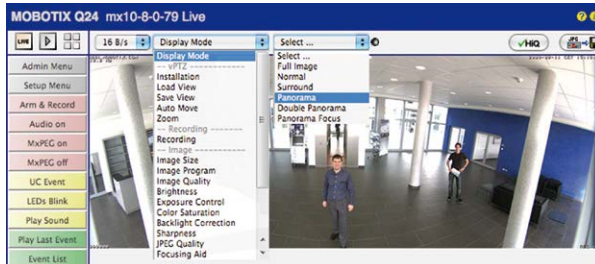 MOBOTIX Q24 mx10-8-0-79 Live
LIVE
16 B/s
Display Mode
Select ...
HiQ
JPG
Admin Menu
Setup Menu
Arm & Record
Audio on
MxPEG on
MxPEG off
UC Event
LEDs Blink
Play Sound
Play Last Event
Event List
Display Mode
-- vPTZ --
Installation
Load View
Save View
Auto Move
Zoom
-- Recording --
Recording
-- Image --
Image Size
Image Program
Image Quality
Brightness
Exposure Control
Color Saturation
Backlight Correction
Sharpness
JPEG Quality
Focusing Aid
Select ...
Full Image
Normal
Surround
Panorama
Double Panorama
Panorama Focus